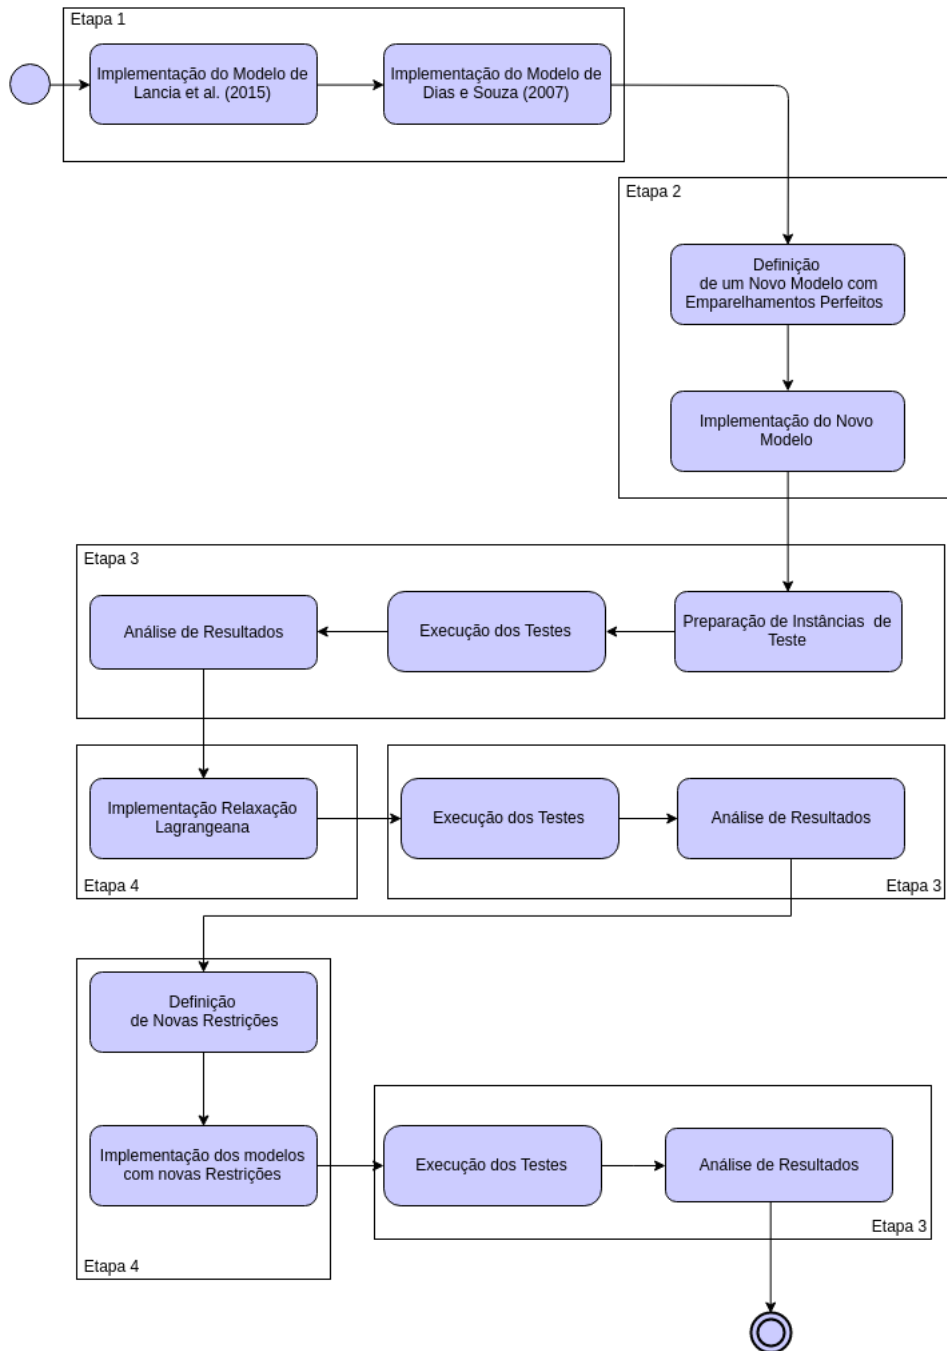 Etapa 1
Implementação do Modelo de
Lancia et al. (2015)
Implementação do Modelo de
Dias e Souza (2007)
Etapa 2
Definição
de um Novo Modelo com
Emparelhamentos Perfeitos
Implementação do Novo
Modelo
Etapa 3
Preparação de Instâncias de
Teste
Execução dos Testes
Análise de Resultados
Implementação Relaxação
Lagrangeana
Etapa 4
Execução dos Testes
Análise de Resultados
Etapa 3
Definição
de Novas Restrições
Implementação dos modelos
com novas Restrições
Etapa 4
Execução dos Testes
Análise de Resultados
Etapa 3